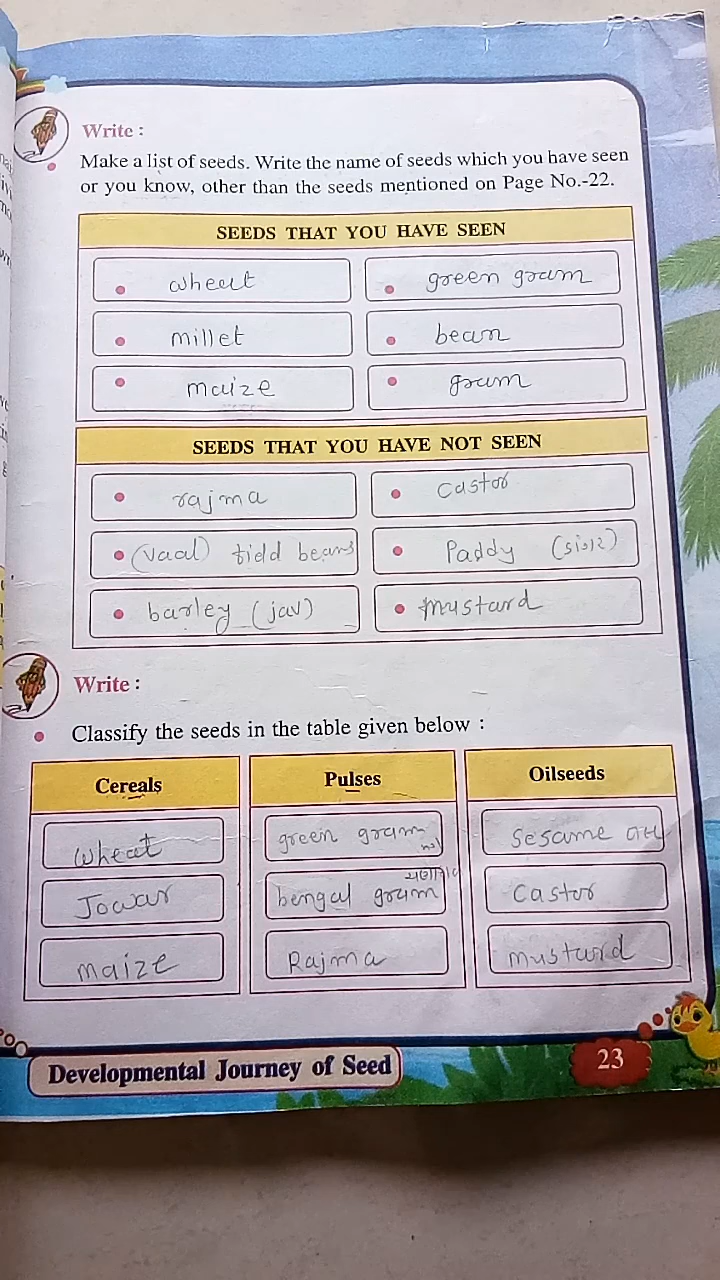 Write :
Make a list of seeds. Write the name of seeds which you have seen
or you know, other than the seeds mentioned on Page No.-22.
SEEDS THAT YOU HAVE SEEN
wheat green gram
millet bean
maize gram
SEEDS THAT YOU HAVE NOT SEEN
rajma castor
(vaal) field beans Paddy
barley (jav) mustard
Write :
Classify the seeds in the table given below :
Cereals Pulses Oilseeds
wheat green gram sesame
Jowar bengal gram castor
maize Rajma mustard
Developmental Journey of Seed
23